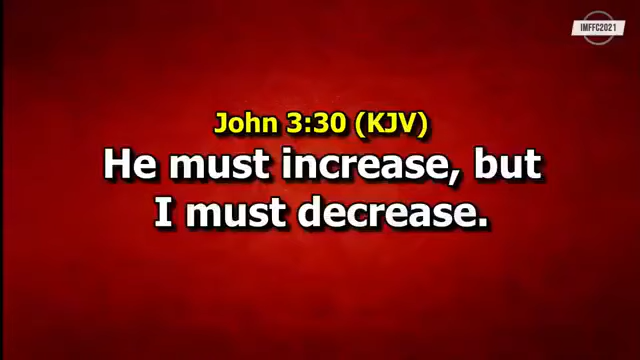 IMFFC2021
John 3:30 (KJV)
He must increase, but
I must decrease.